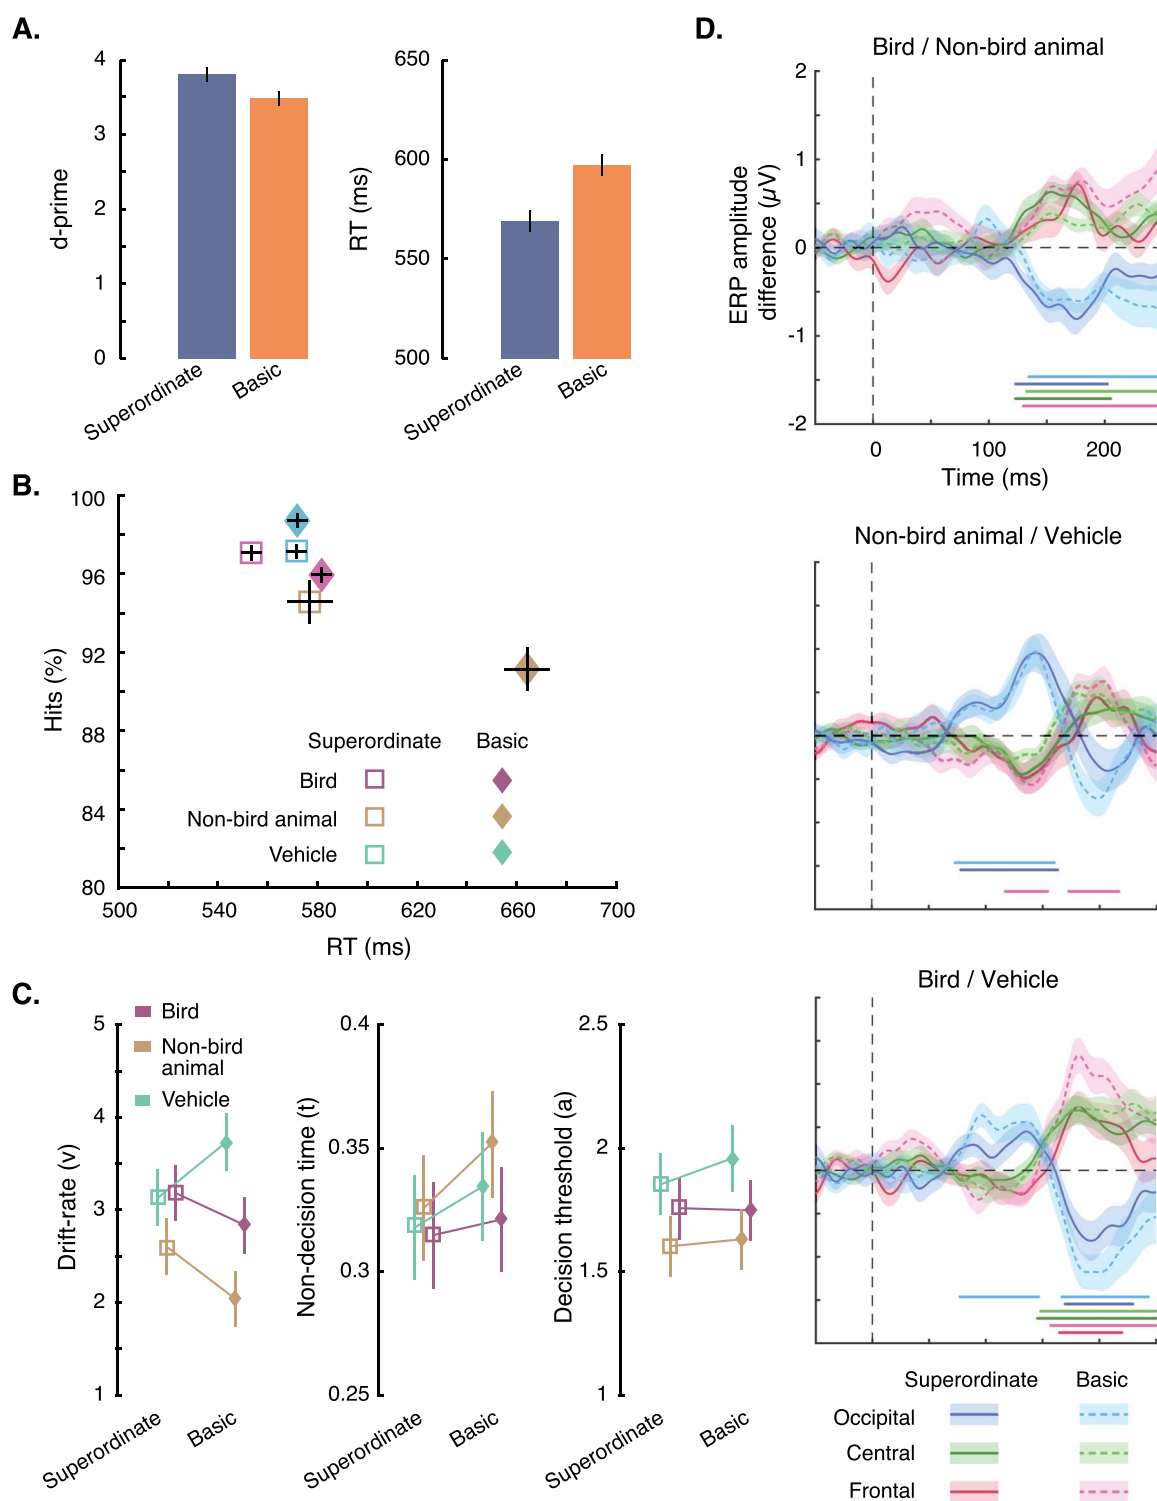 A.
4
3
2
1
0
d-prime
Superordinate
Basic
650
600
550
500
RT (ms)
Superordinate
Basic
B.
100
96
92
88
84
80
Hits (%)
500
540
580
620
660
700
RT (ms)
Superordinate Basic
Bird
Non-bird animal
Vehicle
C.
Bird
Non-bird
animal
Vehicle
5
4
3
2
1
Drift-rate (v)
Superordinate
Basic
0.4
0.35
0.3
0.25
Non-decision time (t)
Superordinate
Basic
2.5
2
1.5
1
Decision threshold (a)
Superordinate
Basic
D.
Bird / Non-bird animal
2
1
0
-1
-2
ERP amplitude
difference (µV)
0
100
200
Time (ms)
Non-bird animal / Vehicle
Bird / Vehicle
Superordinate Basic
Occipital
Central
Frontal